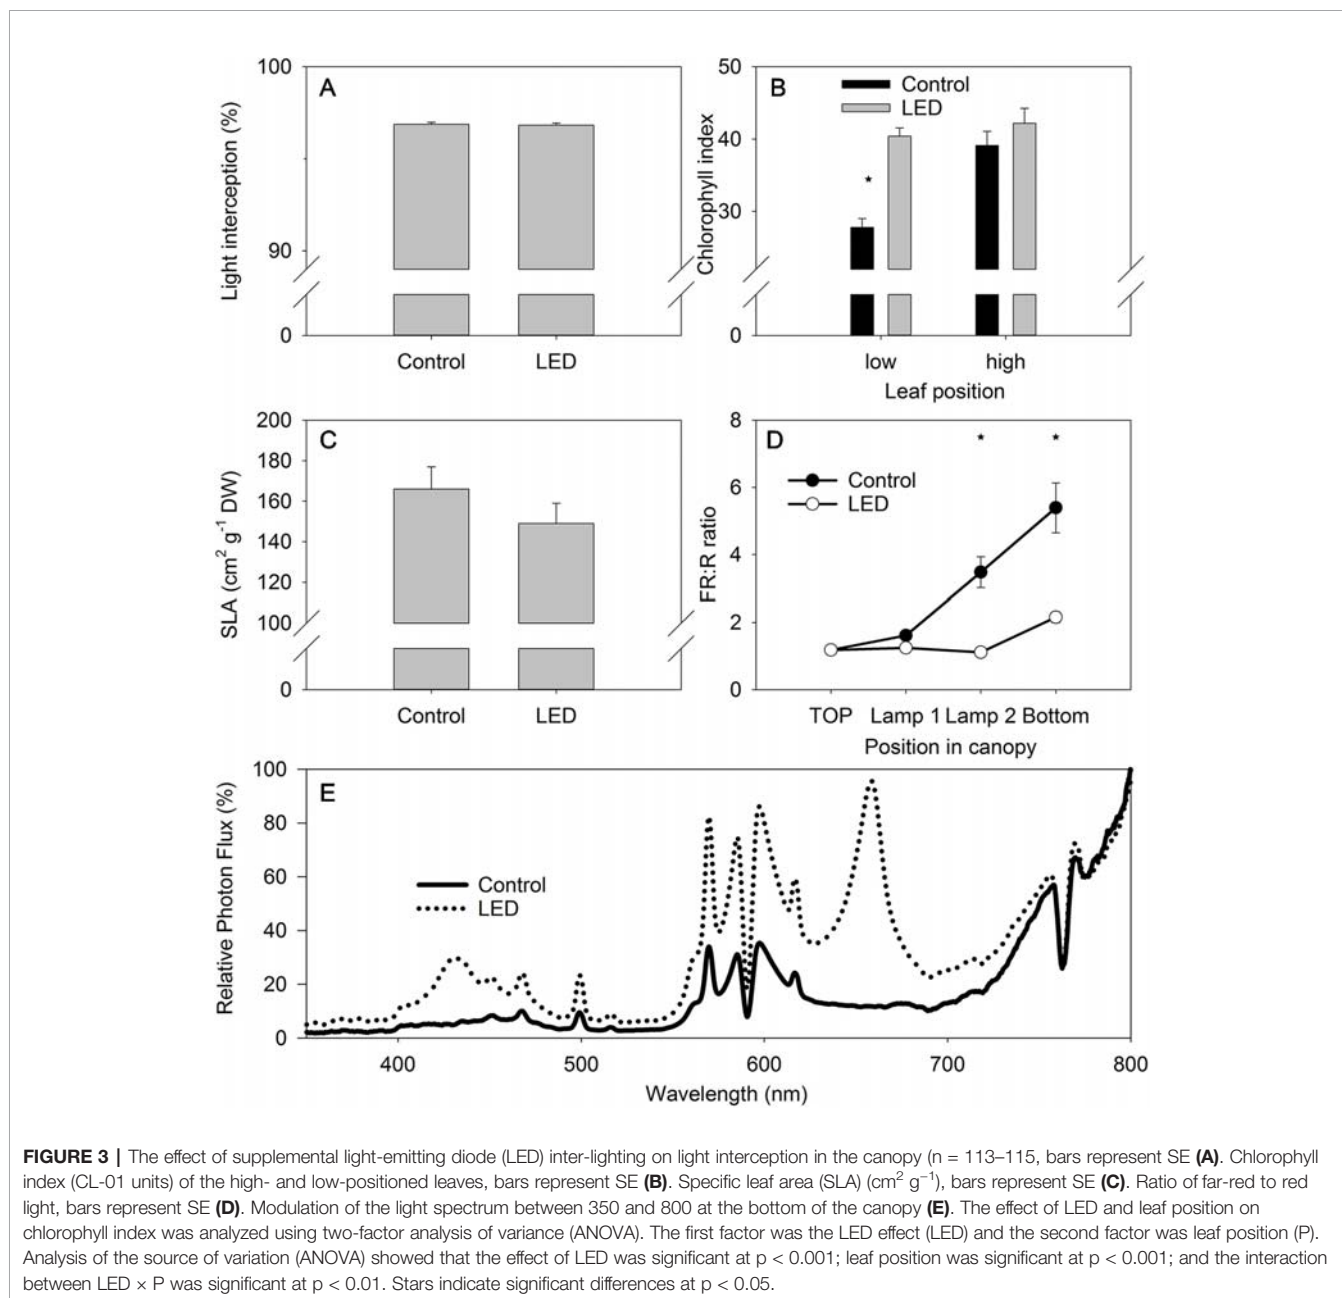 A
Light interception (%)
100
90
0
Control LED
B
Control
LED
Chlorophyll index
50
40
30
0
*
low high
Leaf position
C
SLA (cm² g⁻¹ DW)
200
180
160
140
120
100
0
Control LED
D
* *
Control
LED
FR:R ratio
8
6
4
2
0
TOP Lamp 1 Lamp 2 Bottom
Position in canopy
E
Relative Photon Flux (%)
100
80
60
40
20
0
Control
LED
400 500 600 700 800
Wavelength (nm)
FIGURE 3 | The effect of supplemental light-emitting diode (LED) inter-lighting on light interception in the canopy (n = 113–115, bars represent SE (A). Chlorophyll
index (CL-01 units) of the high- and low-positioned leaves, bars represent SE (B). Specific leaf area (SLA) (cm² g⁻¹), bars represent SE (C). Ratio of far-red to red
light, bars represent SE (D). Modulation of the light spectrum between 350 and 800 at the bottom of the canopy (E). The effect of LED and leaf position on
chlorophyll index was analyzed using two-factor analysis of variance (ANOVA). The first factor was the LED effect (LED) and the second factor was leaf position (P).
Analysis of the source of variation (ANOVA) showed that the effect of LED was significant at p < 0.001; leaf position was significant at p < 0.001; and the interaction
between LED × P was significant at p < 0.01. Stars indicate significant differences at p < 0.05.